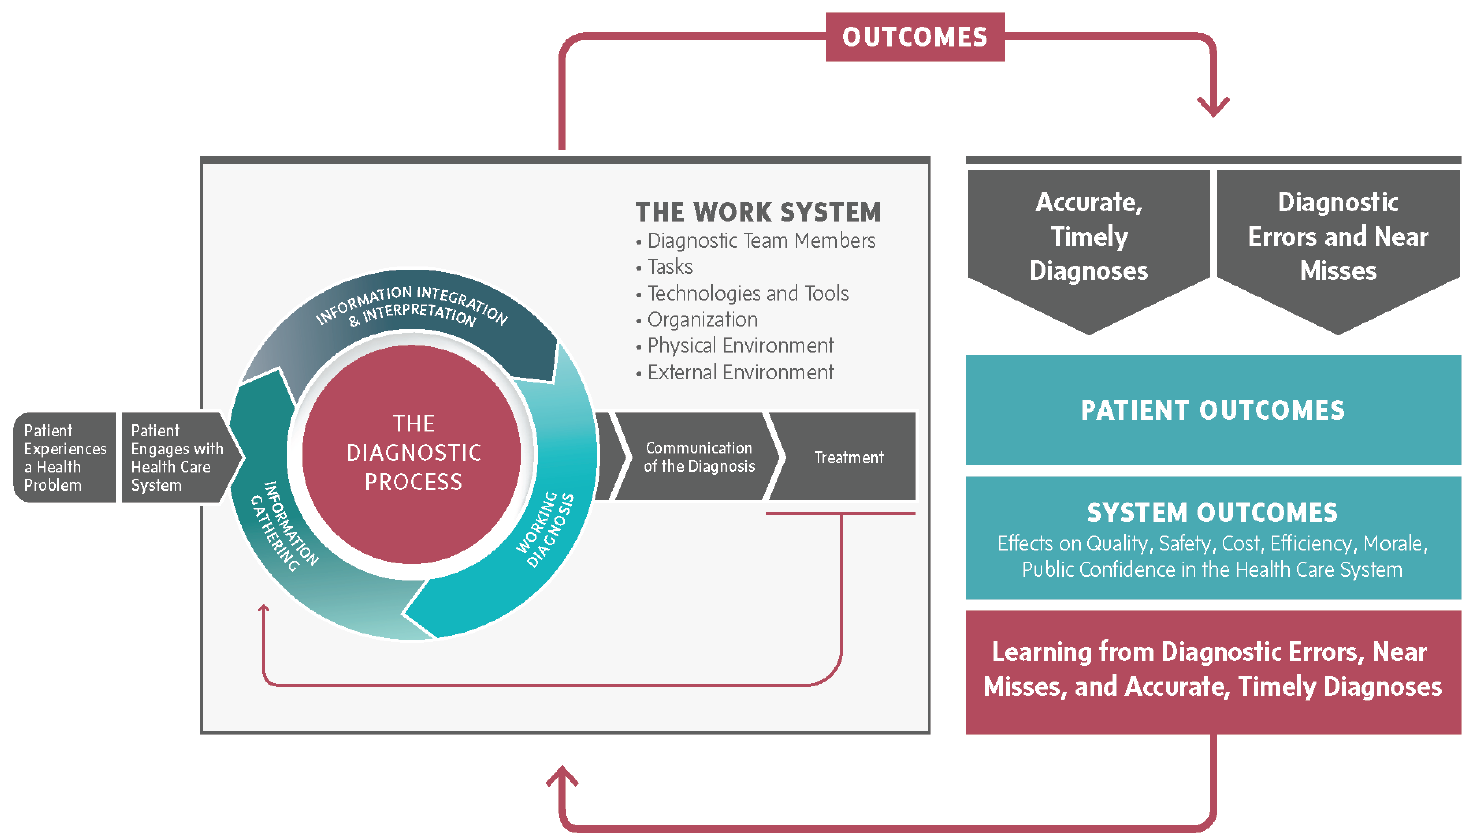 OUTCOMES
THE WORK SYSTEM
• Diagnostic Team Members
• Tasks
• Technologies and Tools
• Organization
• Physical Environment
• External Environment
INFORMATION INTEGRATION
& INTERPRETATION
THE
DIAGNOSTIC
PROCESS
INFORMATION
GATHERING
WORKING
DIAGNOSIS
Patient
Experiences
a Health
Problem
Patient
Engages with
Health Care
System
Communication
of the Diagnosis
Treatment
Accurate,
Timely
Diagnoses
Diagnostic
Errors and Near
Misses
PATIENT OUTCOMES
SYSTEM OUTCOMES
Effects on Quality, Safety, Cost, Efficiency, Morale,
Public Confidence in the Health Care System
Learning from Diagnostic Errors, Near
Misses, and Accurate, Timely Diagnoses